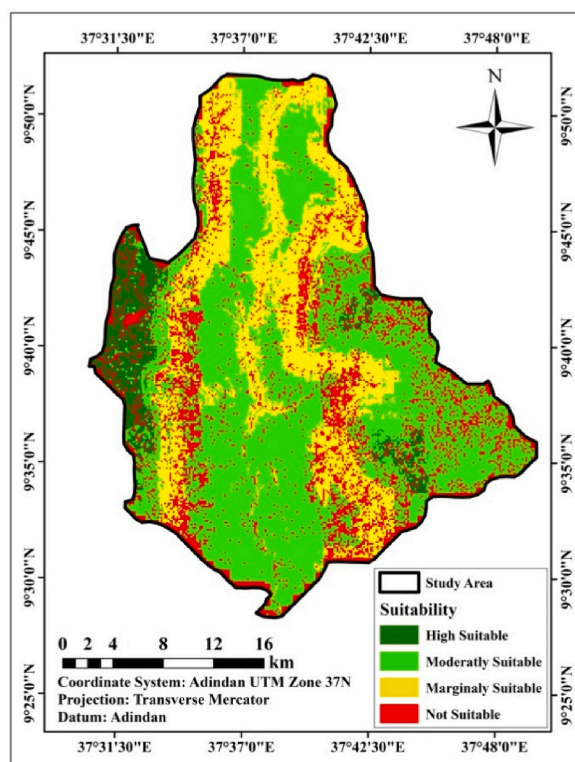 37°31'30"E 37°37'0"E 37°42'30"E 37°48'0"E
N
9°50'0"N 9°50'0"N
9°45'0"N 9°45'0"N
9°40'0"N 9°40'0"N
9°35'0"N 9°35'0"N
9°30'0"N 9°30'0"N
9°25'0"N 9°25'0"N
Study Area
Suitability
High Suitable
Moderatly Suitable
Marginaly Suitable
Not Suitable
0 2 4 8 12 16
km
Coordinate System: Adindan UTM Zone 37N
Projection: Transverse Mercator
Datum: Adindan
37°31'30"E 37°37'0"E 37°42'30"E 37°48'0"E